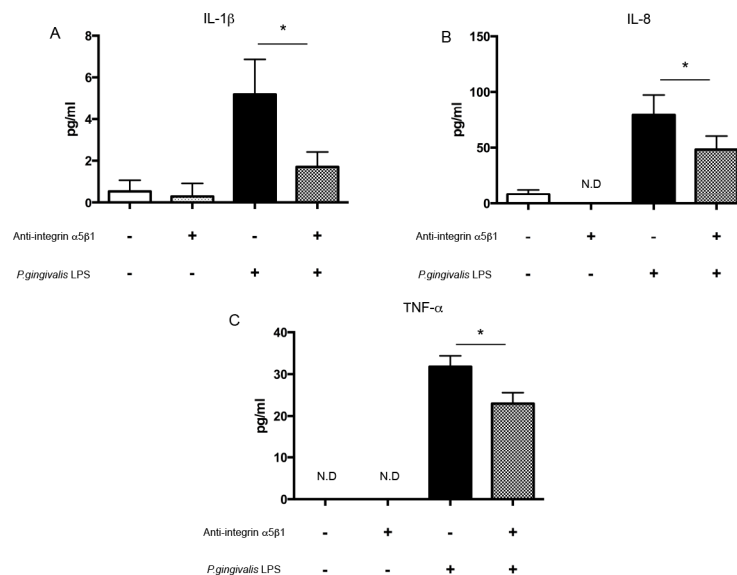 A
IL-1β
8
6
4
2
0
pg/ml
*
Anti-integrin α5β1 - + - +
P.gingivalis LPS - - + +
B
IL-8
150
100
50
0
pg/ml
N.D
*
Anti-integrin α5β1 - + - +
P.gingivalis LPS - - + +
C
TNF-α
40
30
20
10
0
pg/ml
N.D N.D
*
Anti-integrin α5β1 - + - +
P.gingivalis LPS - - + +